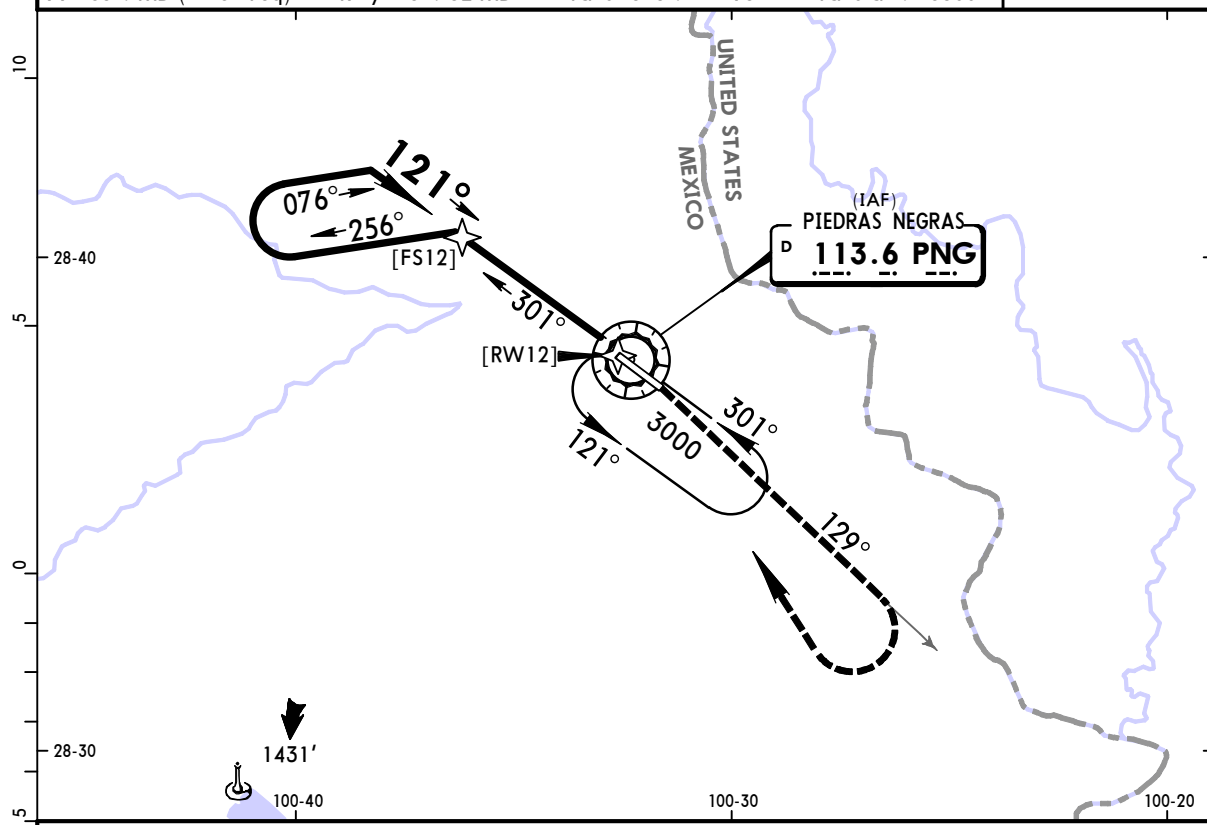 10
UNITED STATES
MEXICO
121°
076°
256°
[FS12]
(IAF)
PIEDRAS NEGRAS
D 113.6 PNG
28-40
5
301°
[RW12]
301°
3000
121°
129°
0
28-30
1431'
100-40
100-30
100-20
5